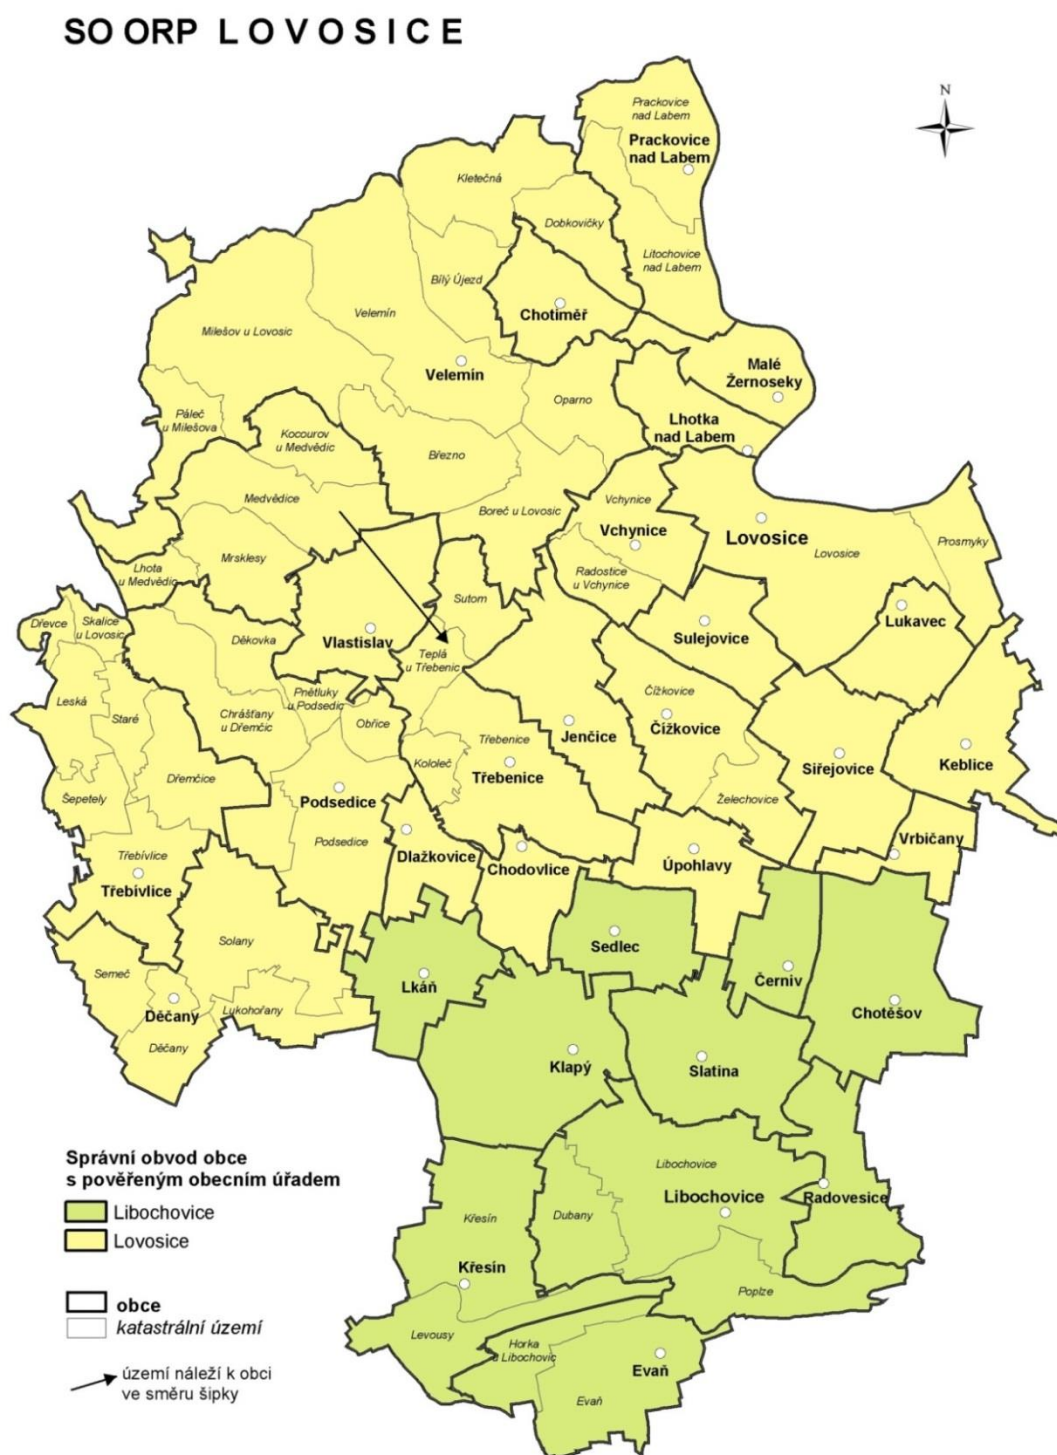 SO ORP L O V O S I C E
N
Prackovice
nad Labem
Prackovice
nad Labem
Kletečná
Dobkovičky
Litochovice
nad Labem
Bílý Újezd
Chotiměř
Velemín
Milešov u Lovosic
Velemín
Malé
Žernoseky
Oparno
Páleč
u Milešova
Kocourov
u Medvědic
Lhotka
nad Labem
Březno
Medvědice
Boreč u Lovosic
Vchynice
Vchynice
Lovosice
Lovosice
Prosmyky
Mrsklesy
Lhota
u Medvědic
Radostice
u Vchynice
Sutom
Lukavec
Dřevce
Skalice
u Lovosic
Děkovka
Vlastislav
Sulejovice
Teplá
u Třebenic
Leská
Staré
Pnětluky
u Podsedic
Chrášťany
u Dřemčic
Obřice
Čížkovice
Čížkovice
Jenčice
Třebenice
Třebenice
Kololeč
Siřejovice
Keblice
Dřemčice
Šepetely
Podsedice
Podsedice
Želechovice
Vrbičany
Třebívlice
Třebívlice
Dlažkovice
Chodovlice
Úpohlavy
Solany
Sedlec
Semeč
Lkáň
Černiv
Děčany
Lukohořany
Chotěšov
Děčany
Klapý
Slatina
Správní obvod obce
s pověřeným obecním úřadem
Libochovice
Lovosice
Libochovice
Libochovice
Radovesice
Dubany
Křesín
Křesín
Poplze
obce
katastrální území
Levousy
Horka
u Libochovic
Evaň
Evaň
území náleží k obci
ve směru šipky